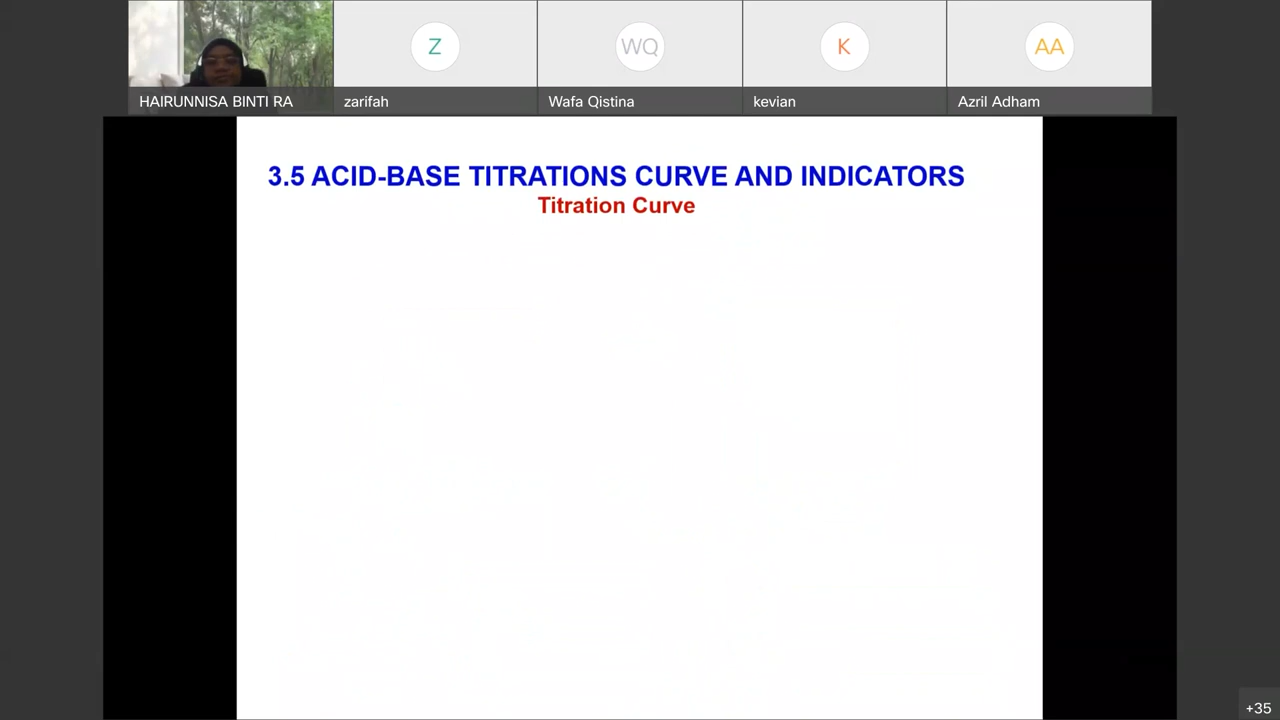 Z
WQ
K
AA
HAIRUNNISA BINTI RA
zarifah
Wafa Qistina
kevian
Azril Adham
3.5 ACID-BASE TITRATIONS CURVE AND INDICATORS
Titration Curve
+35